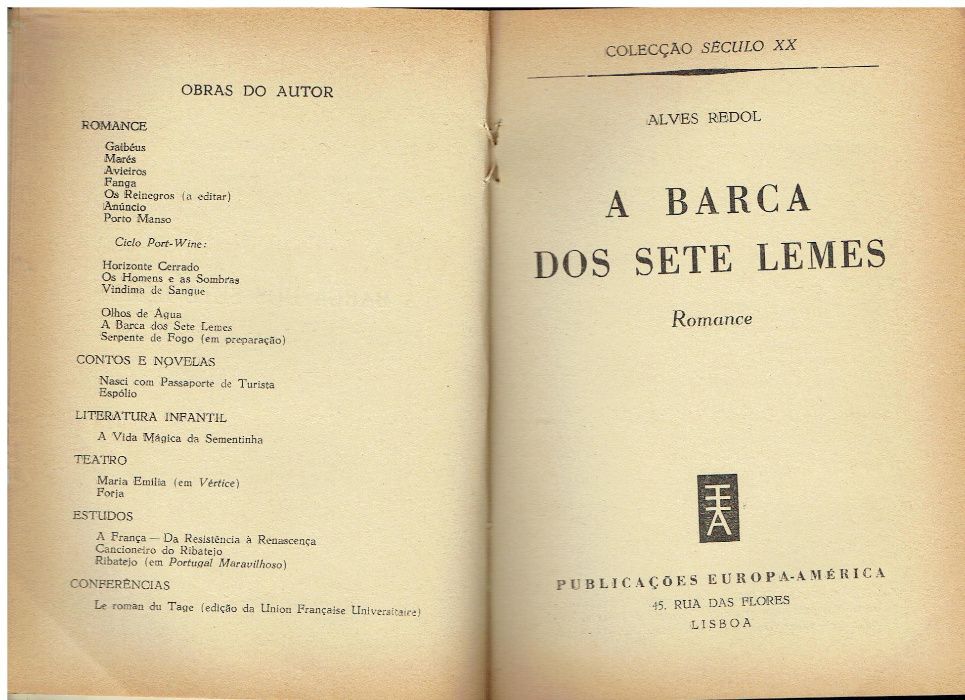 OBRAS DO AUTOR
ROMANCE
Gaibéus
Marés
Avieiros
Fanga
Os Reinegros (a editar)
Anúncio
Porto Manso
Ciclo Port-Wine:
Horizonte Cerrado
Os Homens e as Sombras
Vindima de Sangue
Olhos de Água
A Barca dos Sete Lemes
Serpente de Fogo (em preparação)
CONTOS E NOVELAS
Nasci com Passaporte de Turista
Espólio
LITERATURA INFANTIL
A Vida Mágica da Sementinha
TEATRO
Maria Emília (em Vértice)
Forja
ESTUDOS
A França — Da Resistência à Renascença
Cancioneiro do Ribatejo
Ribatejo (em Portugal Maravilhoso)
CONFERÊNCIAS
Le roman du Tage (edição da Union Française Universitaire)
COLECÇÃO SÉCULO XX
ALVES REDOL
A BARCA
DOS SETE LEMES
Romance
EA
PUBLICAÇÕES EUROPA-AMÉRICA
45, RUA DAS FLORES
LISBOA